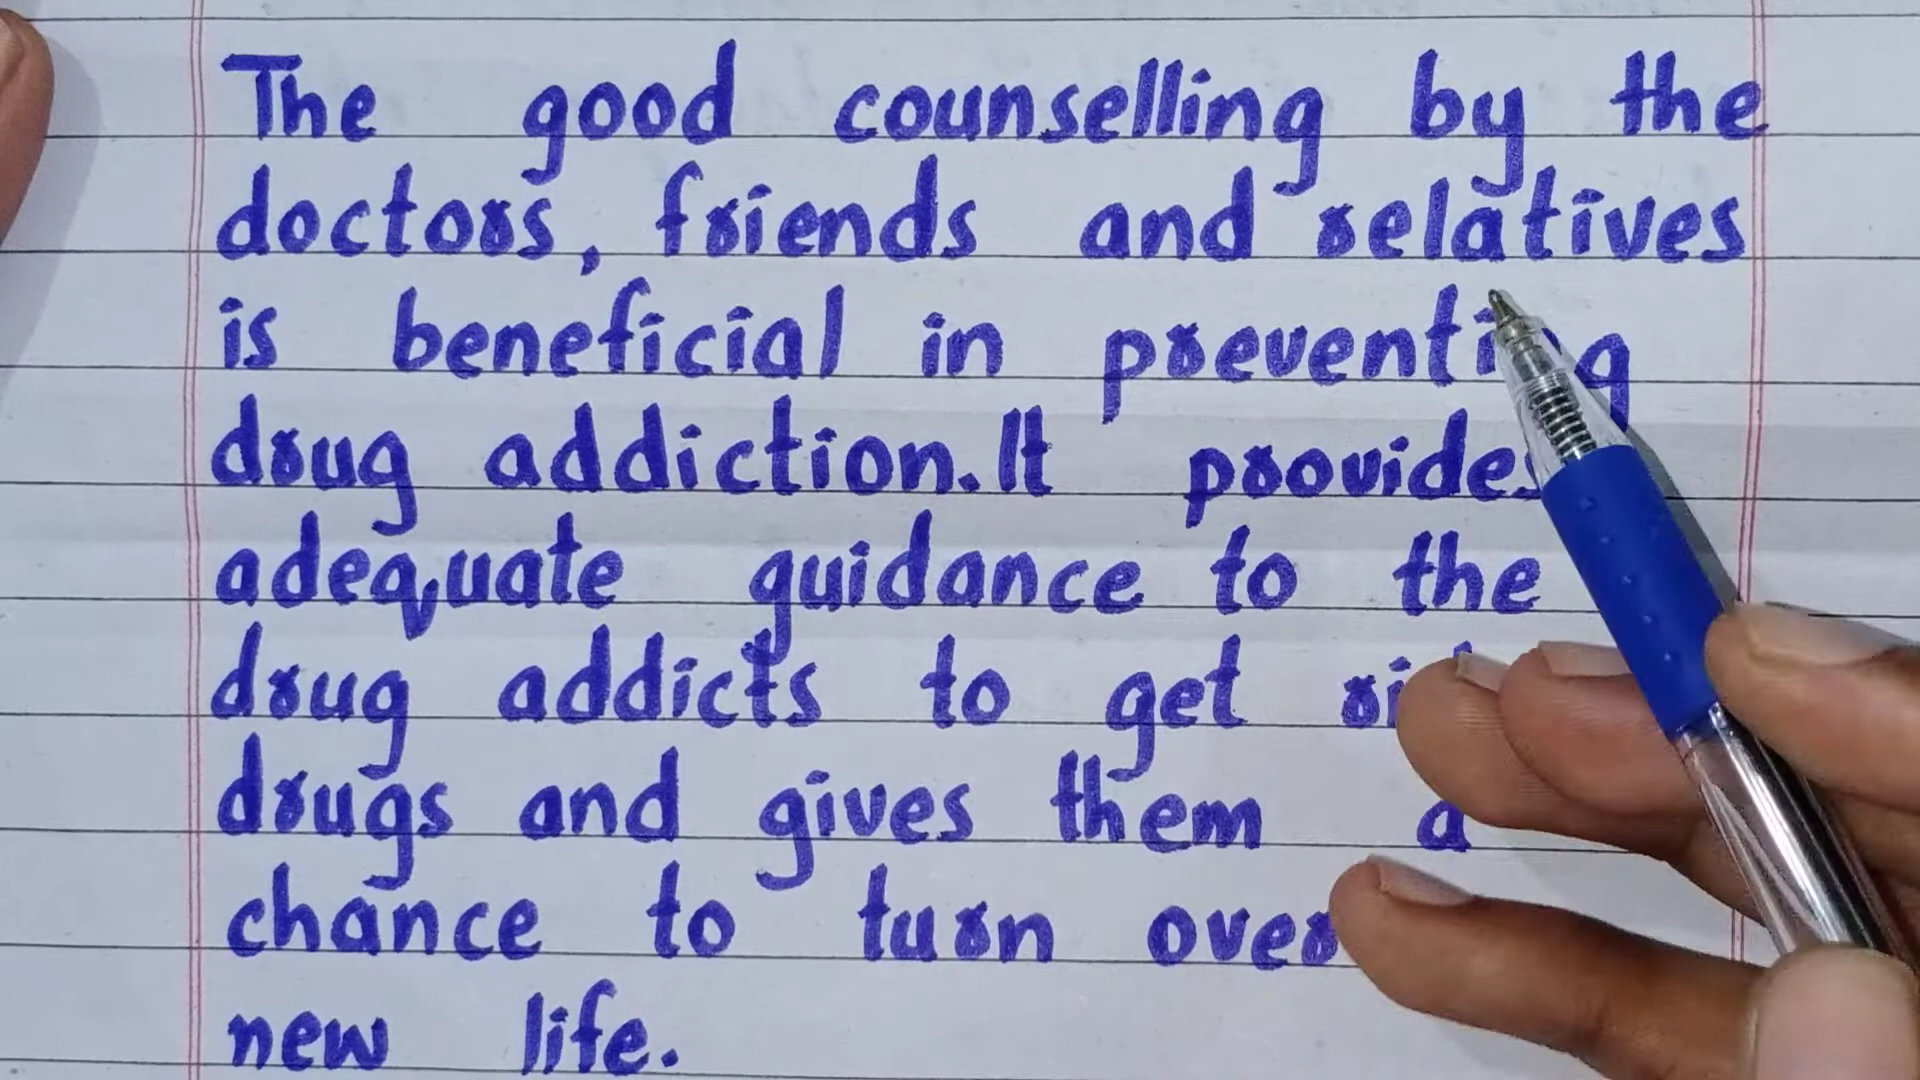 The good counselling by the
doctors, friends and relatives
is beneficial in preventing
drug addiction. It provides
adequate guidance to the
drug addicts to get
drugs and gives them a
chance to turn over
new life.